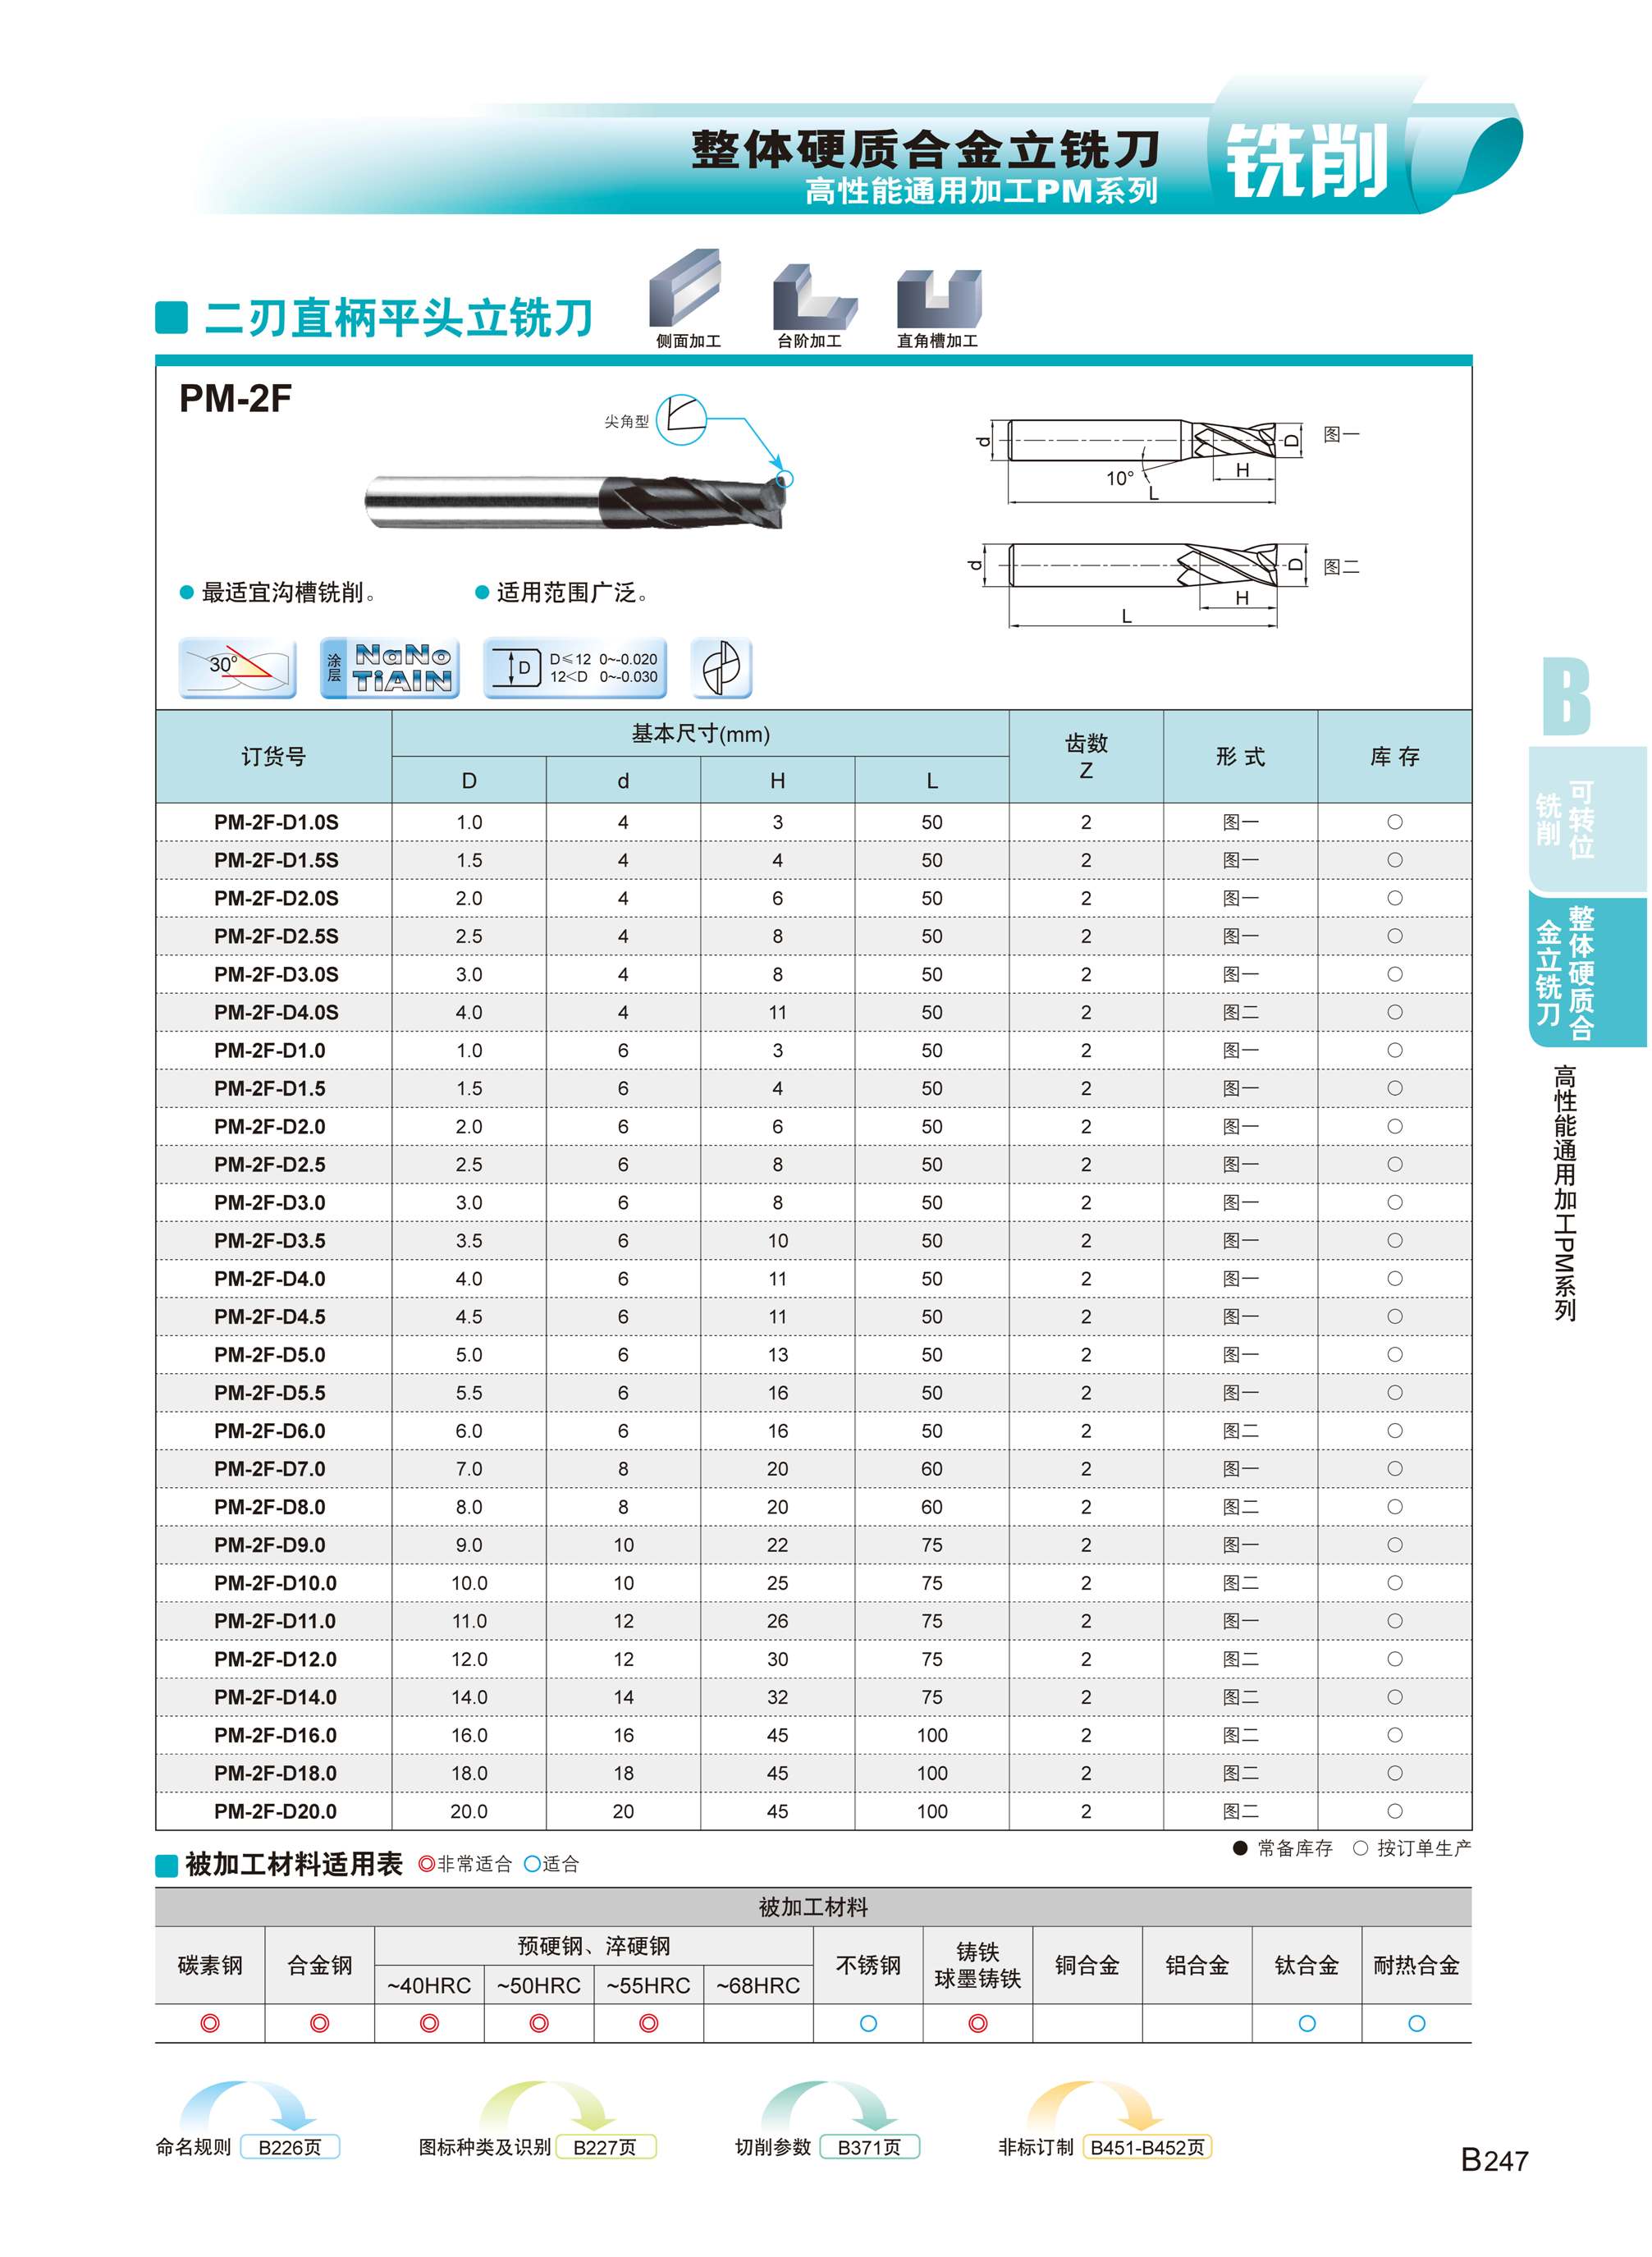 整体硬质合金立铣刀
高性能通用加工PM系列
铣削
二刃直柄平头立铣刀
侧面加工 台阶加工 直角槽加工
PM-2F
尖角型
d D 图一
10° H
L
d D 图二
H
L
最适宜沟槽铣削。 适用范围广泛。
30° 涂层 NaNo TiAlN D D≤12 0~-0.020
12<D 0~-0.030
订货号 基本尺寸(mm) 齿数 Z 形 式 库 存
D d H L
PM-2F-D1.0S 1.0 4 3 50 2 图一 ○
PM-2F-D1.5S 1.5 4 4 50 2 图一 ○
PM-2F-D2.0S 2.0 4 6 50 2 图一 ○
PM-2F-D2.5S 2.5 4 8 50 2 图一 ○
PM-2F-D3.0S 3.0 4 8 50 2 图一 ○
PM-2F-D4.0S 4.0 4 11 50 2 图二 ○
PM-2F-D1.0 1.0 6 3 50 2 图一 ○
PM-2F-D1.5 1.5 6 4 50 2 图一 ○
PM-2F-D2.0 2.0 6 6 50 2 图一 ○
PM-2F-D2.5 2.5 6 8 50 2 图一 ○
PM-2F-D3.0 3.0 6 8 50 2 图一 ○
PM-2F-D3.5 3.5 6 10 50 2 图一 ○
PM-2F-D4.0 4.0 6 11 50 2 图一 ○
PM-2F-D4.5 4.5 6 11 50 2 图一 ○
PM-2F-D5.0 5.0 6 13 50 2 图一 ○
PM-2F-D5.5 5.5 6 16 50 2 图一 ○
PM-2F-D6.0 6.0 6 16 50 2 图二 ○
PM-2F-D7.0 7.0 8 20 60 2 图一 ○
PM-2F-D8.0 8.0 8 20 60 2 图二 ○
PM-2F-D9.0 9.0 10 22 75 2 图一 ○
PM-2F-D10.0 10.0 10 25 75 2 图二 ○
PM-2F-D11.0 11.0 12 26 75 2 图一 ○
PM-2F-D12.0 12.0 12 30 75 2 图二 ○
PM-2F-D14.0 14.0 14 32 75 2 图二 ○
PM-2F-D16.0 16.0 16 45 100 2 图二 ○
PM-2F-D18.0 18.0 18 45 100 2 图二 ○
PM-2F-D20.0 20.0 20 45 100 2 图二 ○
● 常备库存 ○ 按订单生产
被加工材料适用表 ◎非常适合 ○适合
被加工材料
碳素钢 合金钢 预硬钢、淬硬钢 不锈钢 铸铁 球墨铸铁 铜合金 铝合金 钛合金 耐热合金
~40HRC ~50HRC ~55HRC ~68HRC
◎ ◎ ◎ ◎ ◎ ○ ◎ ○ ○
命名规则 B226页 图标种类及识别 B227页 切削参数 B371页 非标订制 B451-B452页
B247
B
可转位
铣削
整体硬质合
金立铣刀
高性能通用加工PM系列